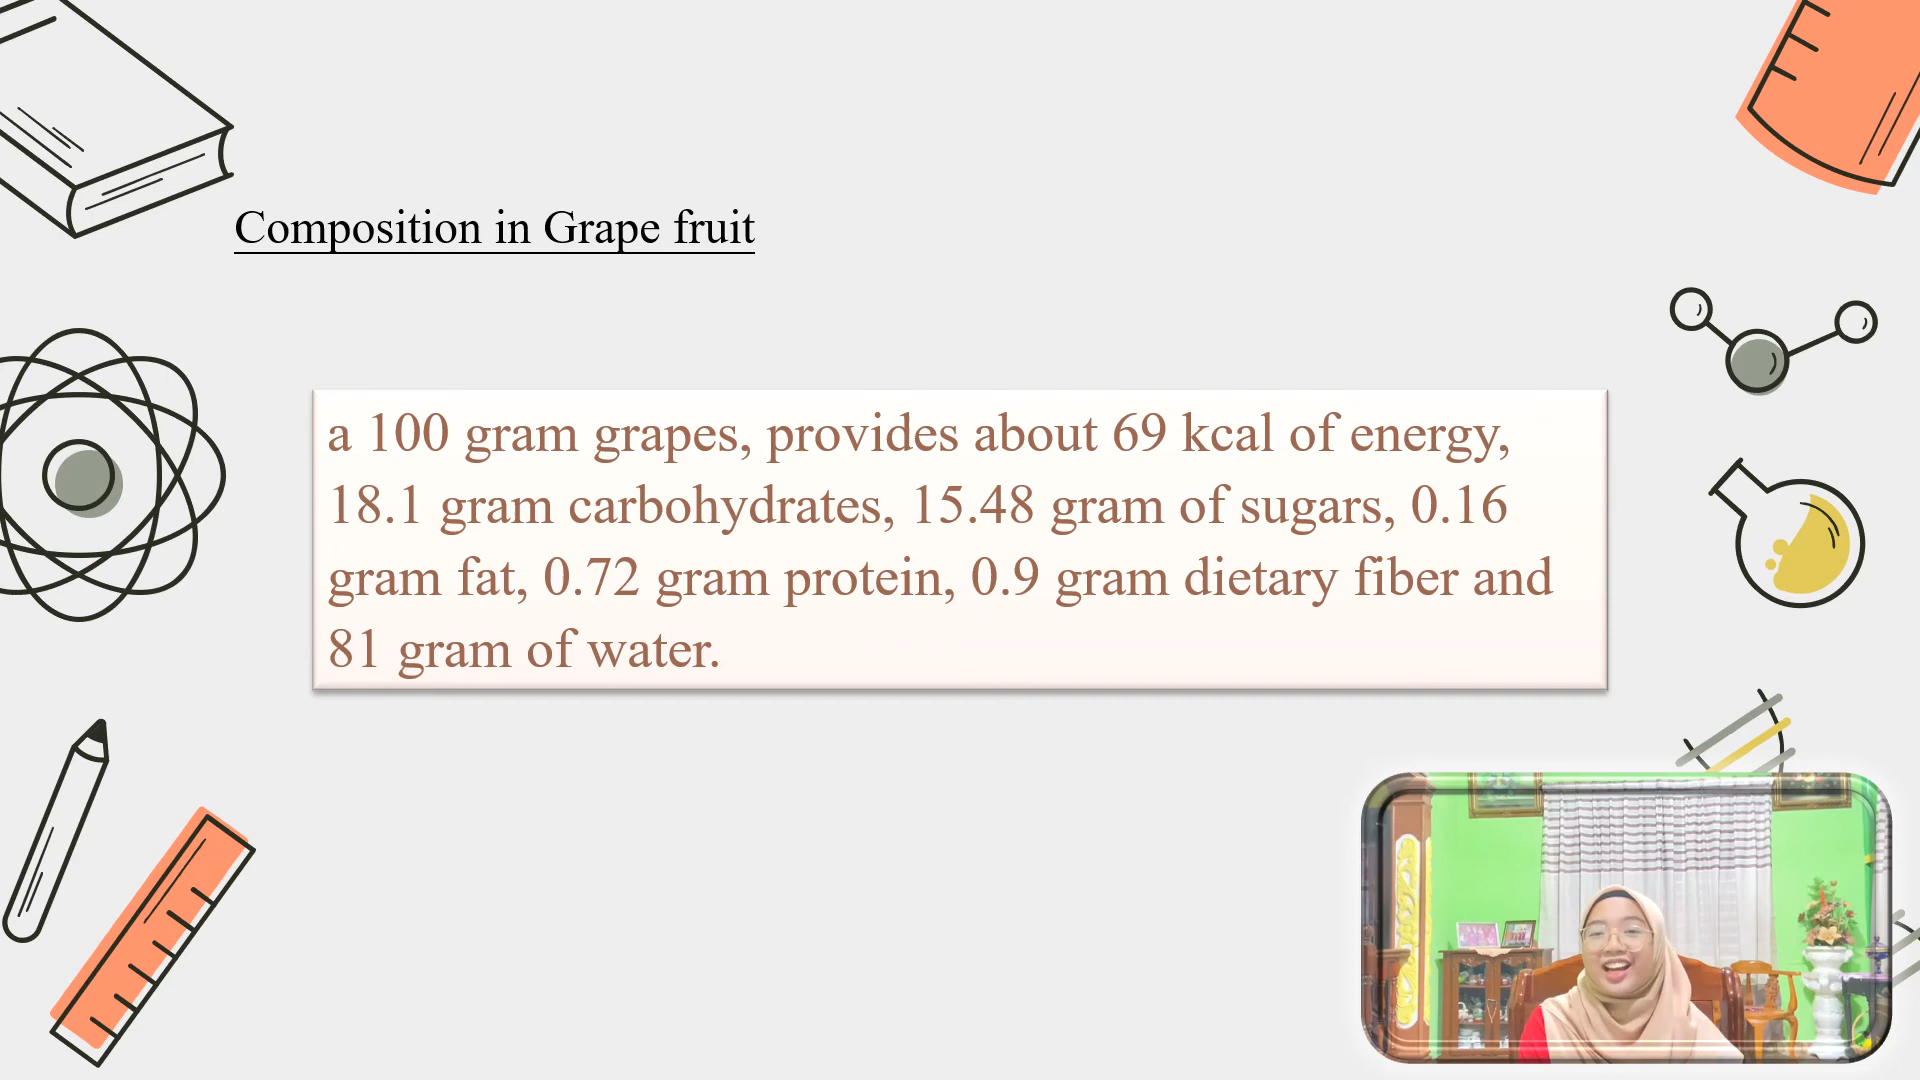 Composition in Grape fruit
a 100 gram grapes, provides about 69 kcal of energy,
18.1 gram carbohydrates, 15.48 gram of sugars, 0.16
gram fat, 0.72 gram protein, 0.9 gram dietary fiber and
81 gram of water.